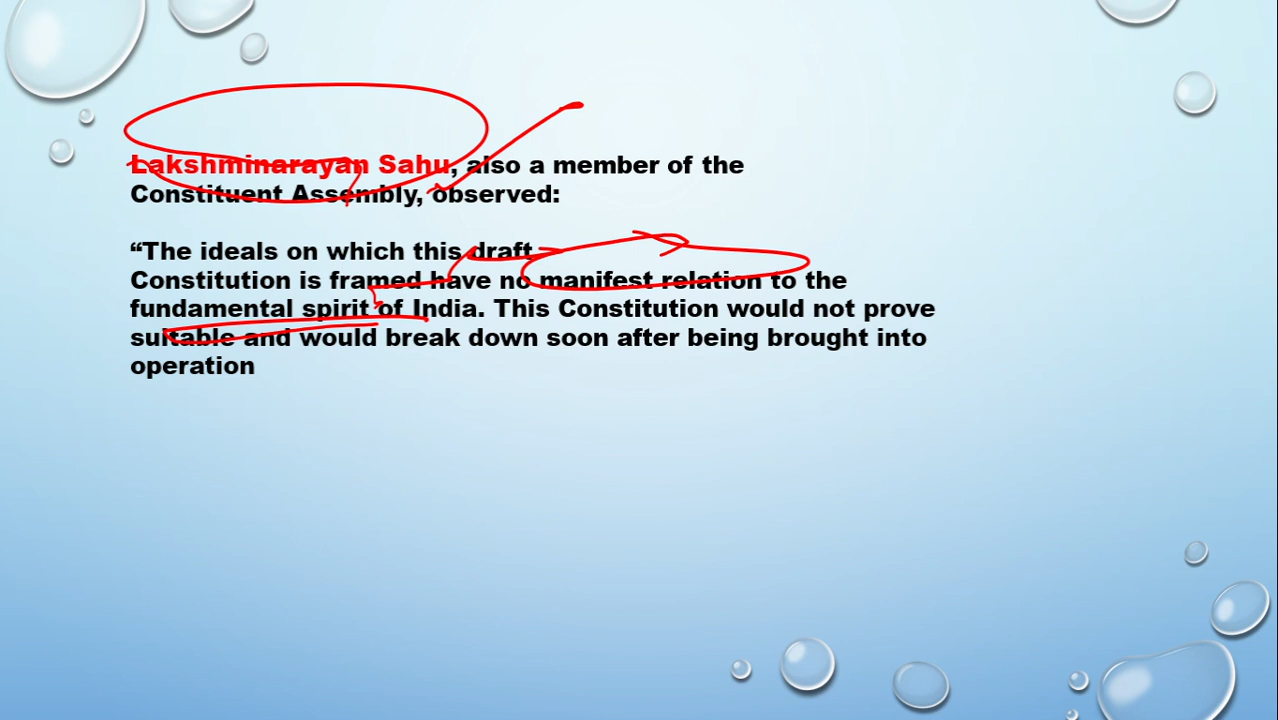 Lakshminarayan Sahu, also a member of the
Constituent Assembly, observed:
“The ideals on which this draft
Constitution is framed have no manifest relation to the
fundamental spirit of India. This Constitution would not prove
suitable and would break down soon after being brought into
operation